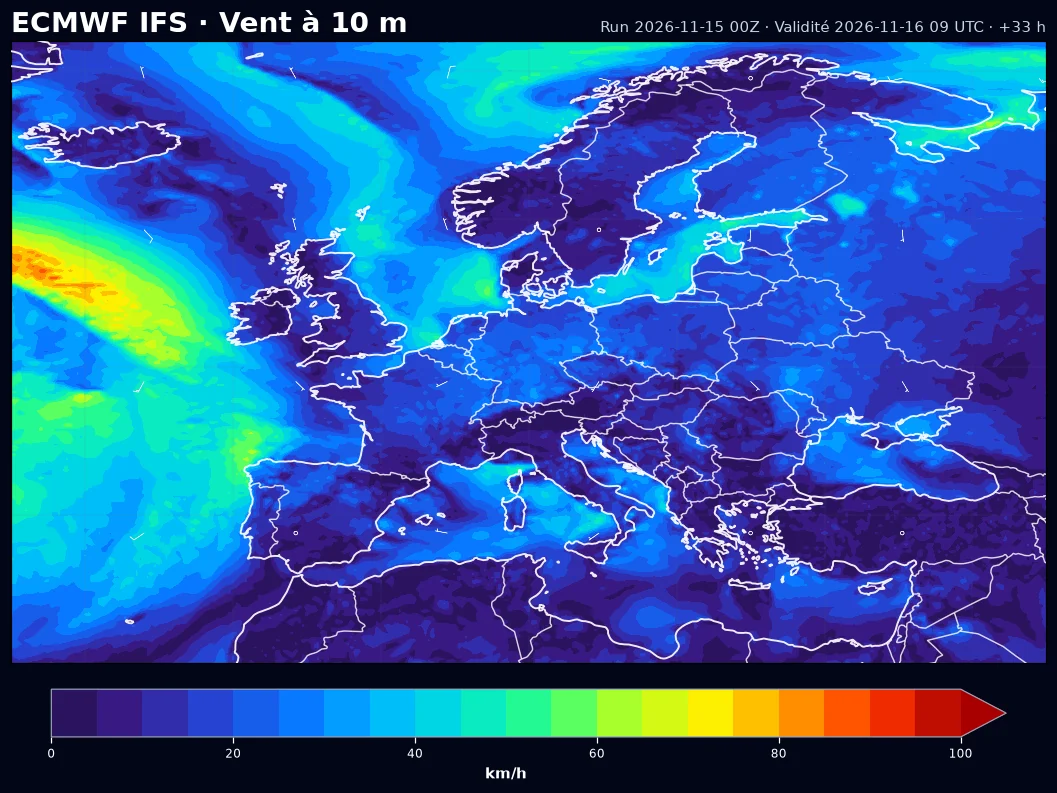 ECMWF IFS · Vent à 10 m
Run 2026-11-15 00Z · Validité 2026-11-16 09 UTC · +33 h
0 20 40 60 80 100
km/h